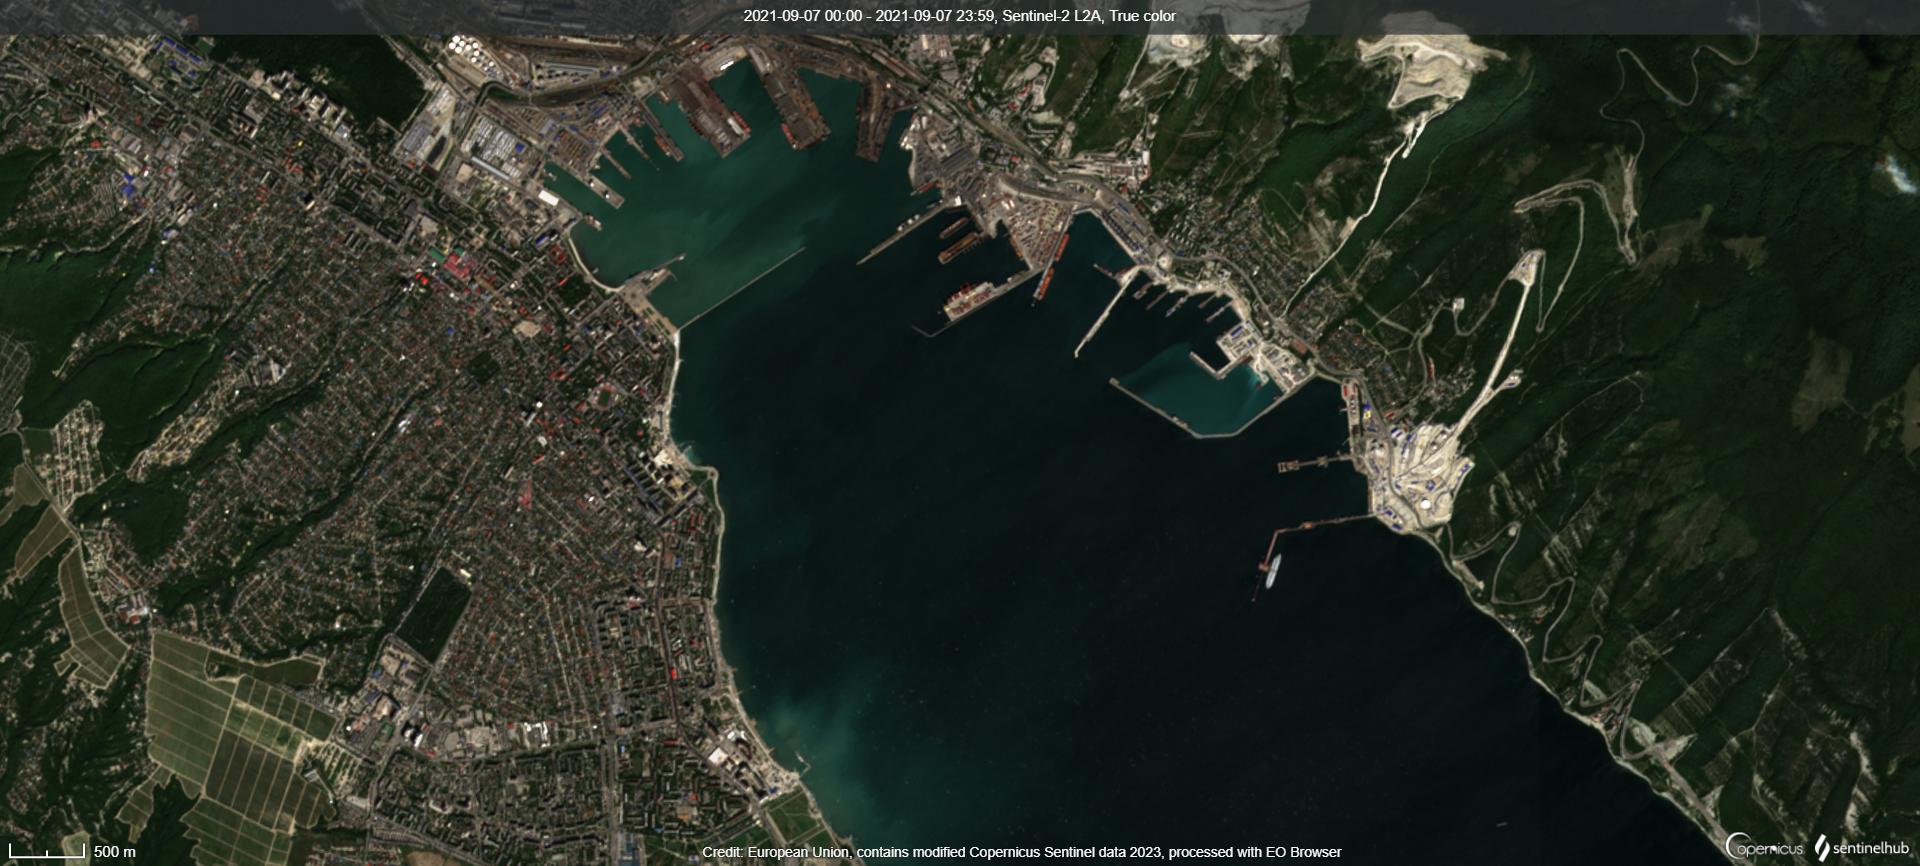 2021-09-07 00:00 - 2021-09-07 23:59, Sentinel-2 L2A, True color
500 m
Credit: European Union, contains modified Copernicus Sentinel data 2023, processed with EO Browser
opernicus
sentinelhub